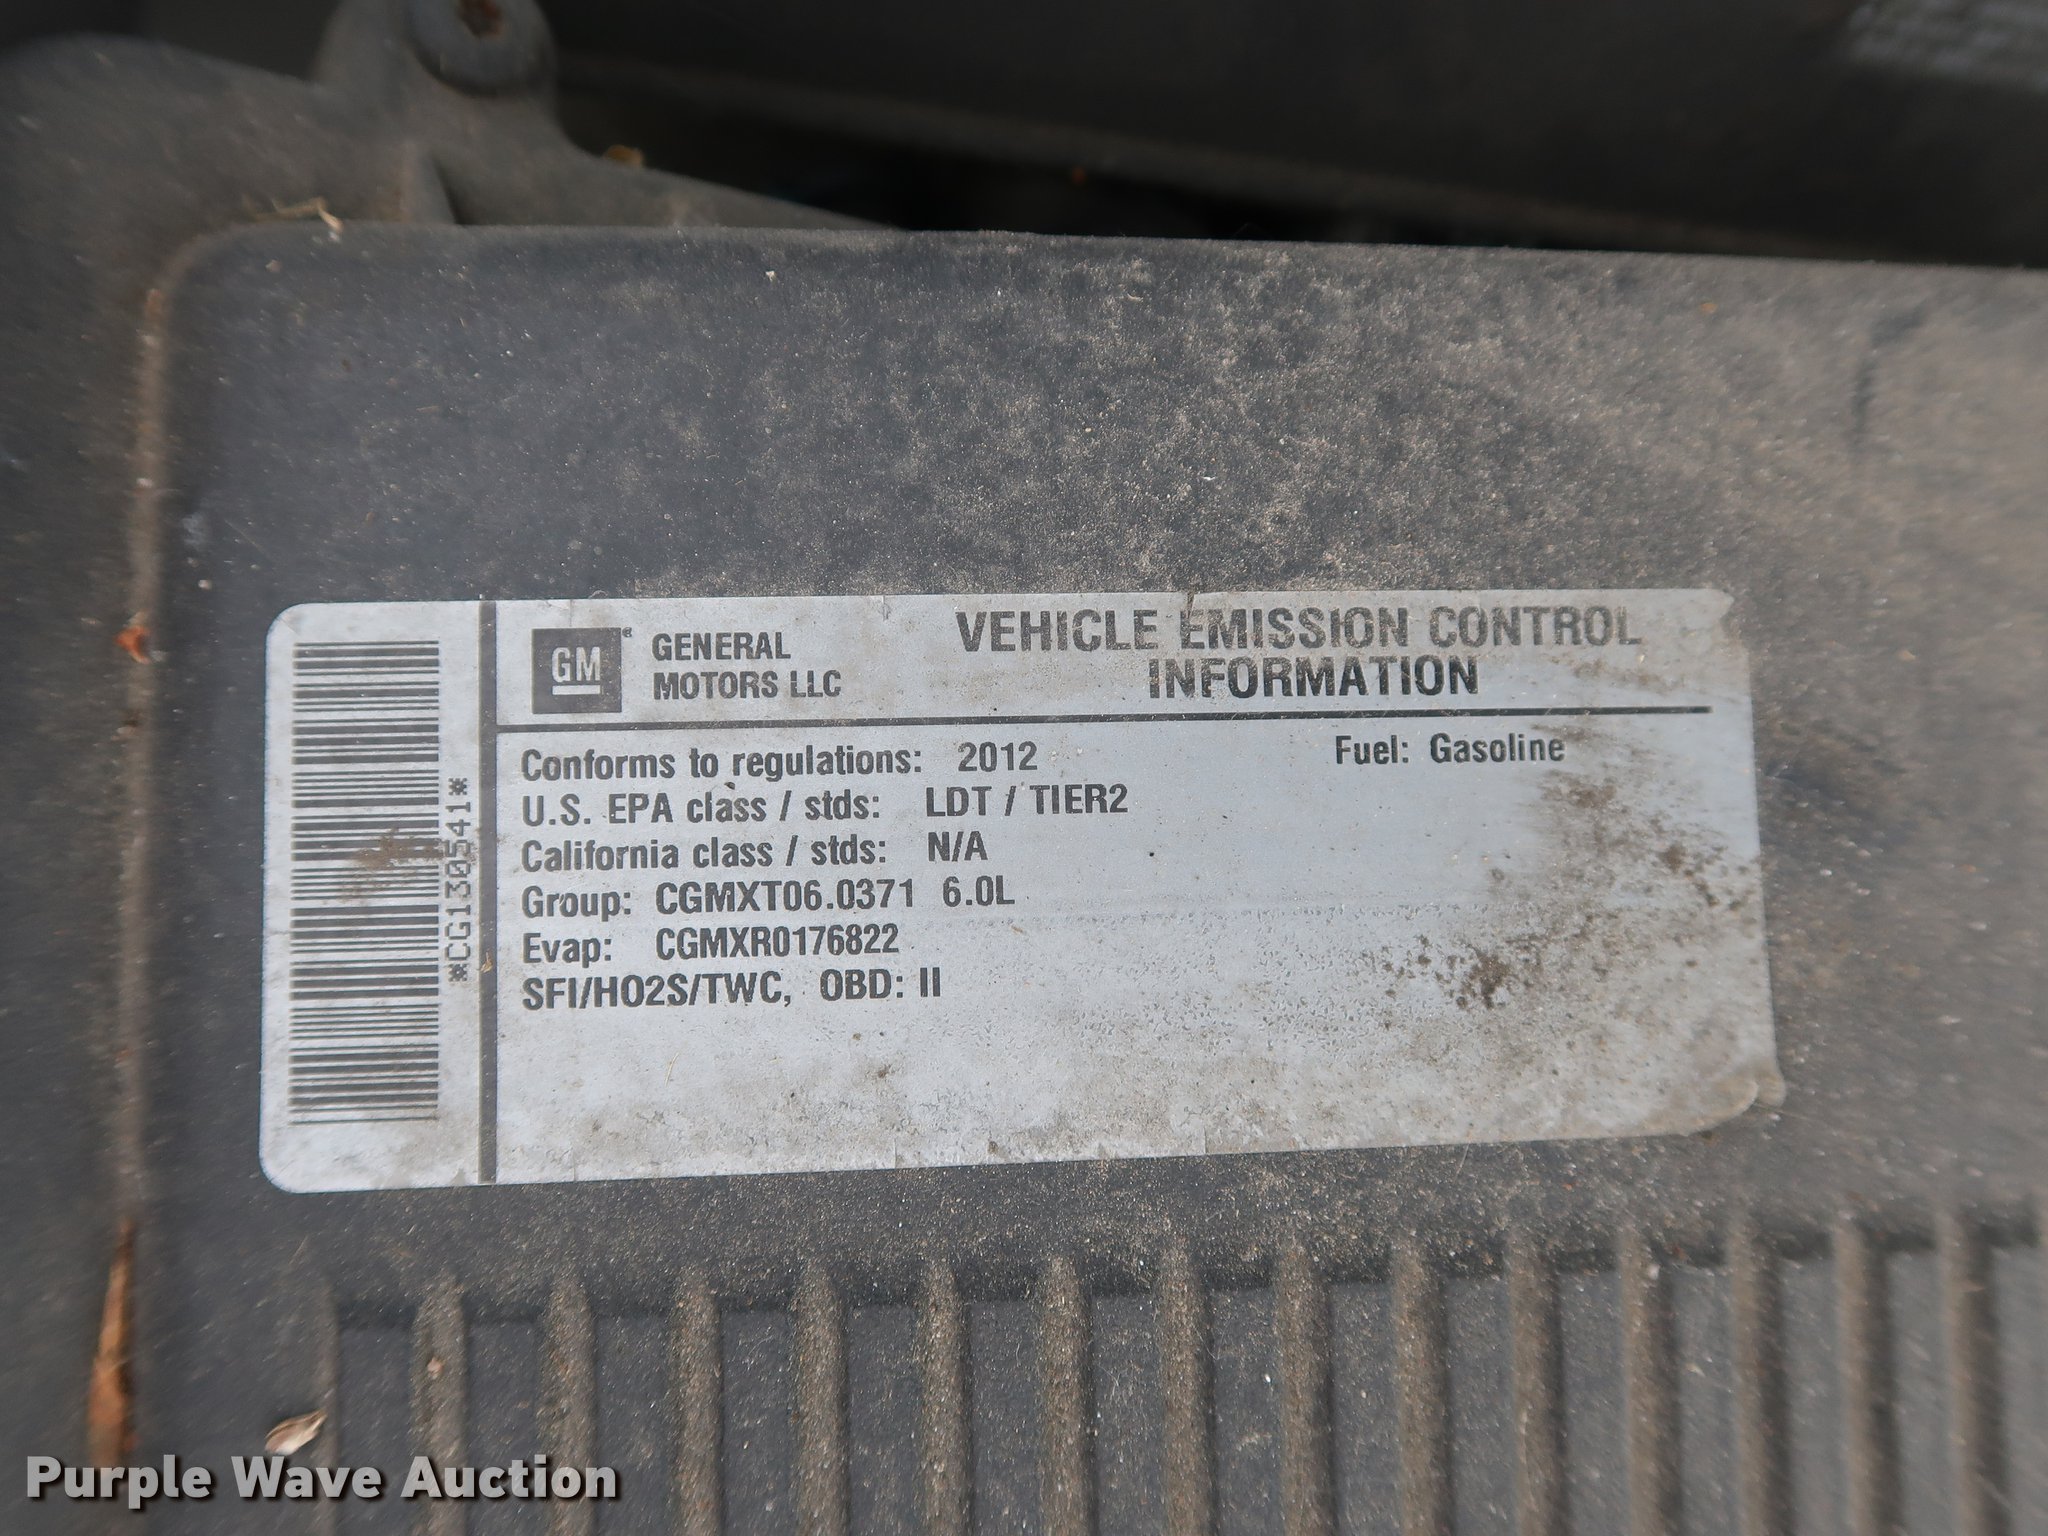 *CG130541*
GM
GENERAL
MOTORS LLC
VEHICLE EMISSION CONTROL
INFORMATION
Conforms to regulations: 2012 Fuel: Gasoline
U.S. EPA class / stds: LDT / TIER2
California class / stds: N/A
Group: CGMXT06.0371 6.0L
Evap: CGMXR0176822
SFI/HO2S/TWC, OBD: II
Purple Wave Auction